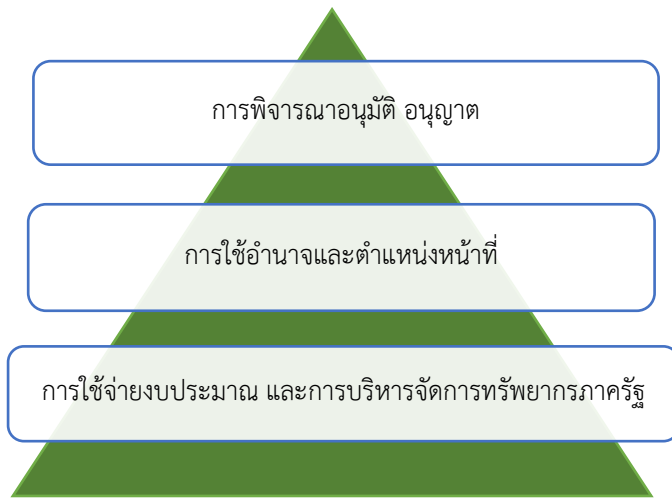 การพิจารณาอนุมัติ อนุญาต
การใช้อำนาจและตำแหน่งหน้าที่
การใช้จ่ายงบประมาณ และการบริหารจัดการทรัพยากรภาครัฐ